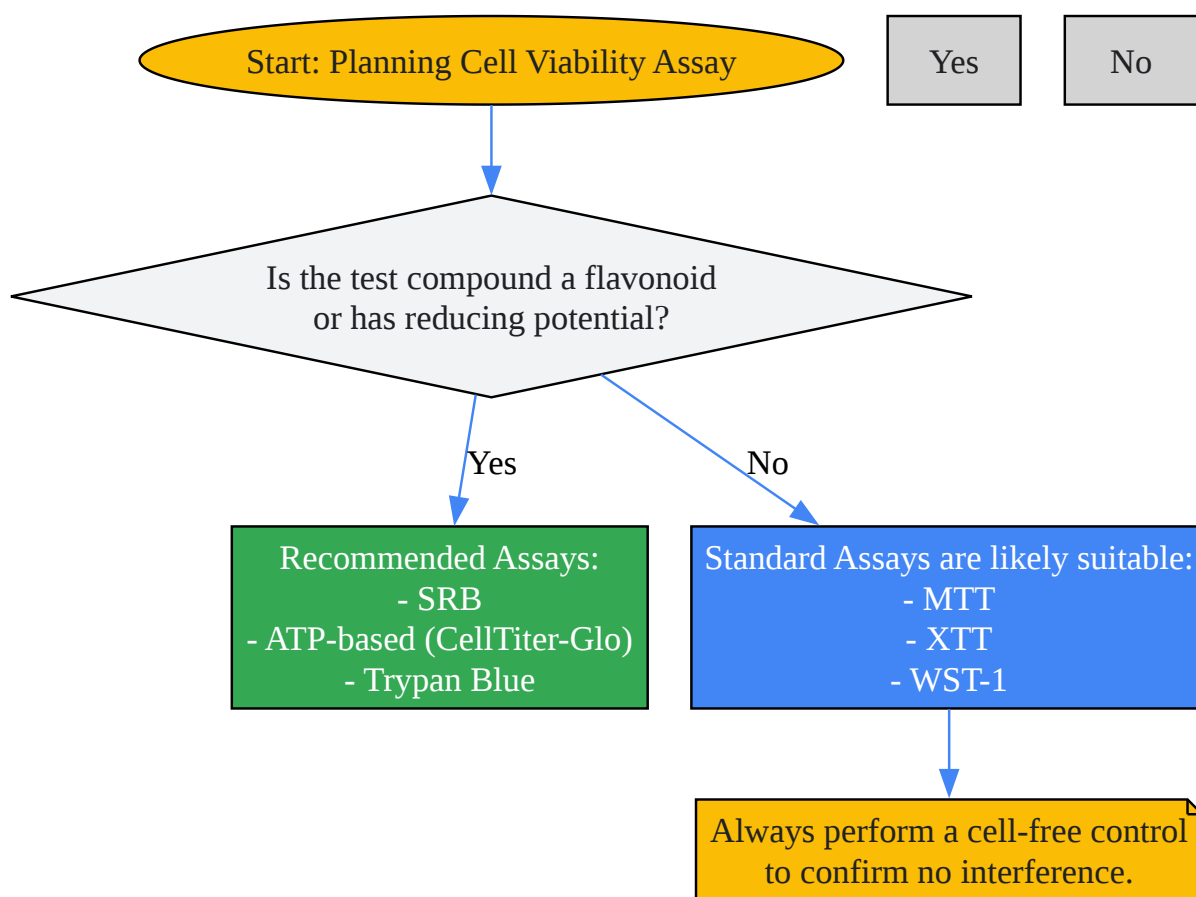 Start: Planning Cell Viability Assay
Yes
No
Is the test compound a flavonoid
or has reducing potential?
Yes
No
Recommended Assays:
- SRB
- ATP-based (CellTiter-Glo)
- Trypan Blue
Standard Assays are likely suitable:
- MTT
- XTT
- WST-1
Always perform a cell-free control
to confirm no interference.